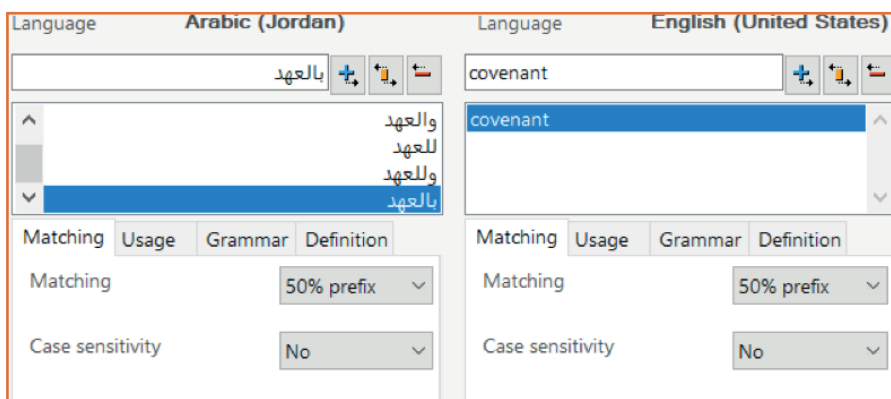 Language Arabic (Jordan)
بالعهد
والعهد
للعهد
وللعهد
بالعهد
Matching Usage Grammar Definition
Matching 50% prefix
Case sensitivity No
Language English (United States)
covenant
covenant
Matching Usage Grammar Definition
Matching 50% prefix
Case sensitivity No